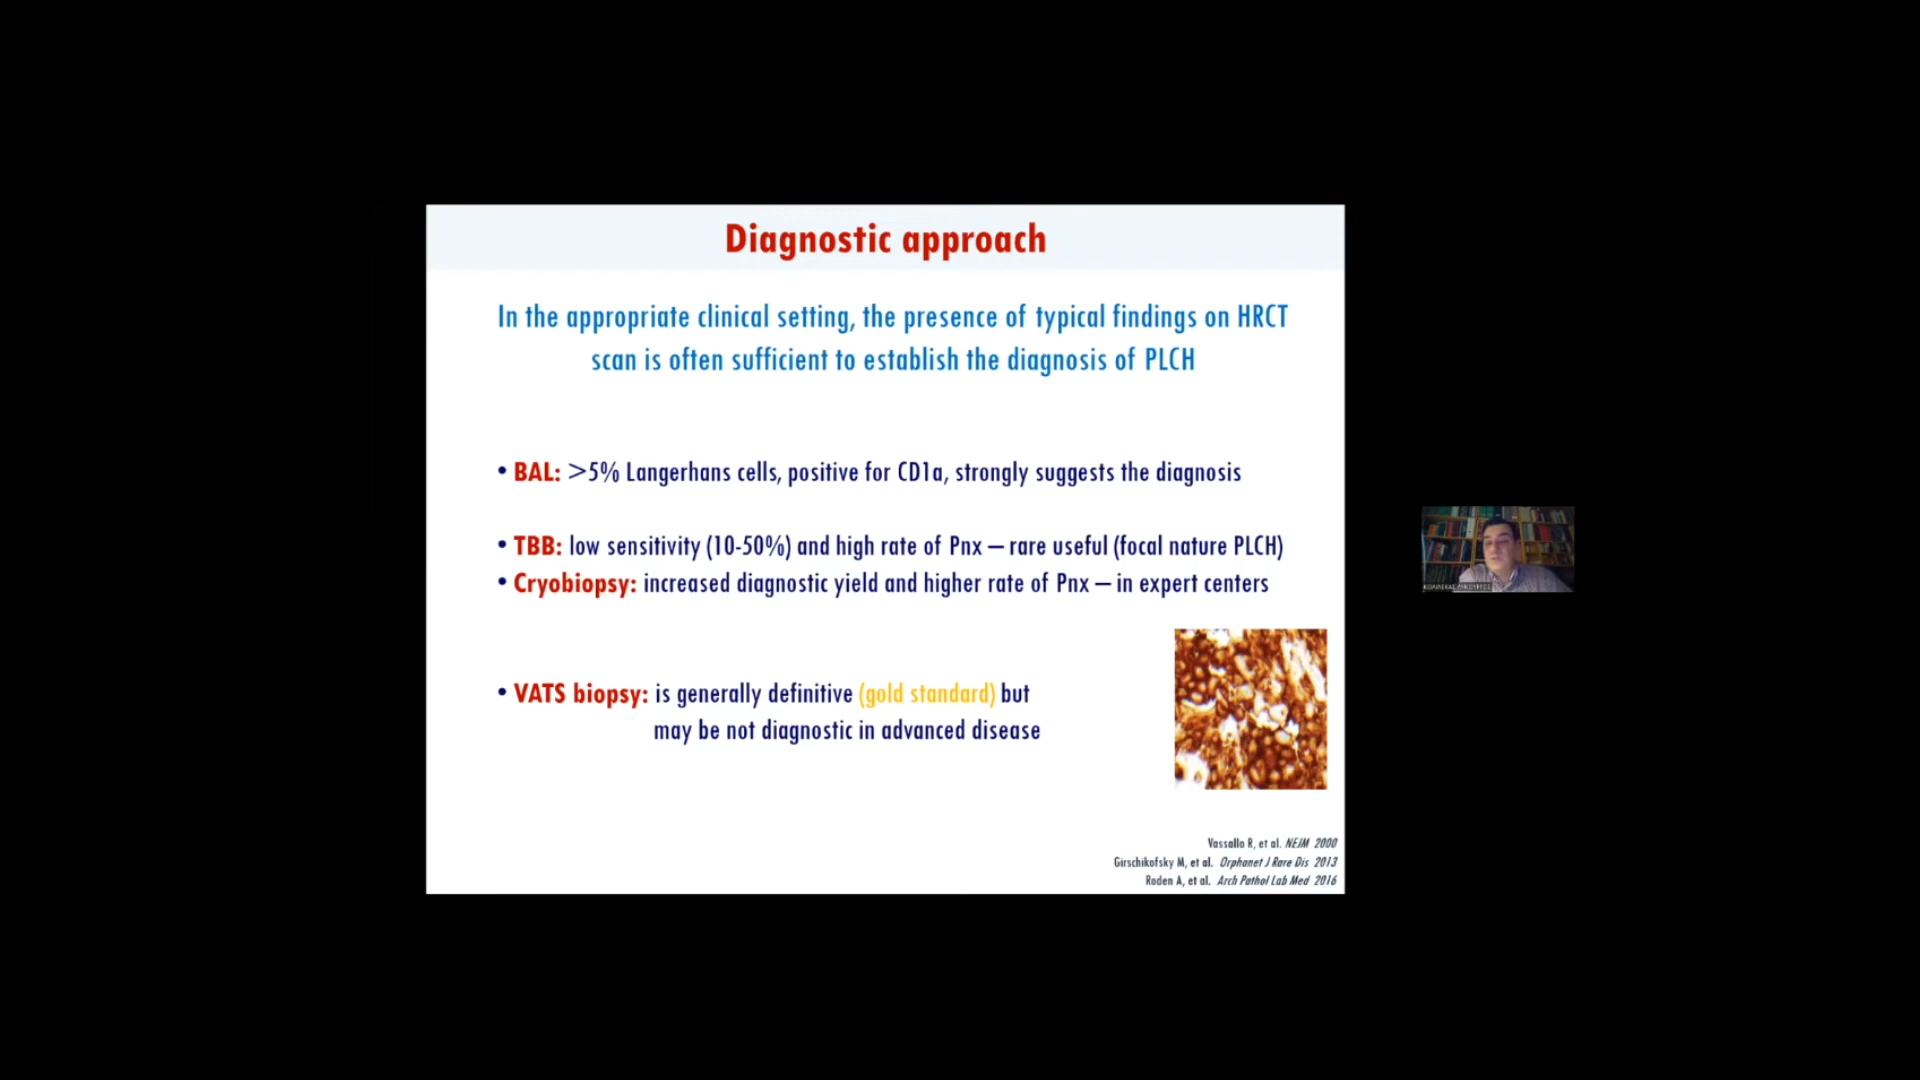 Diagnostic approach
In the appropriate clinical setting, the presence of typical findings on HRCT
scan is often sufficient to establish the diagnosis of PLCH
• BAL: >5% Langerhans cells, positive for CD1a, strongly suggests the diagnosis
• TBB: low sensitivity (10-50%) and high rate of Pnx – rare useful (focal nature PLCH)
• Cryobiopsy: increased diagnostic yield and higher rate of Pnx – in expert centers
• VATS biopsy: is generally definitive (gold standard) but
may be not diagnostic in advanced disease
Vassallo R, et al. NEJM 2000
Girschikofsky M, et al. Orphanet J Rare Dis 2013
Roden A, et al. Arch Pathol Lab Med 2016